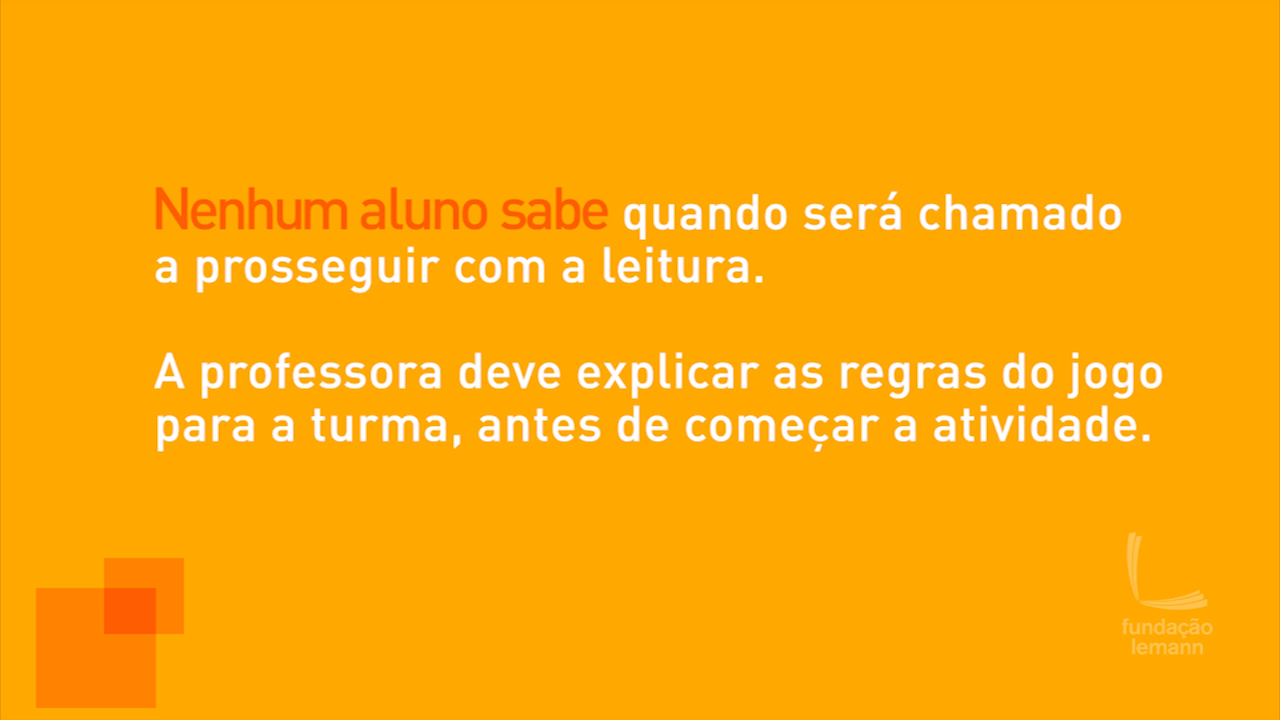 Nenhum aluno sabe quando será chamado
a prosseguir com a leitura.
A professora deve explicar as regras do jogo
para a turma, antes de começar a atividade.
fundação
lemann